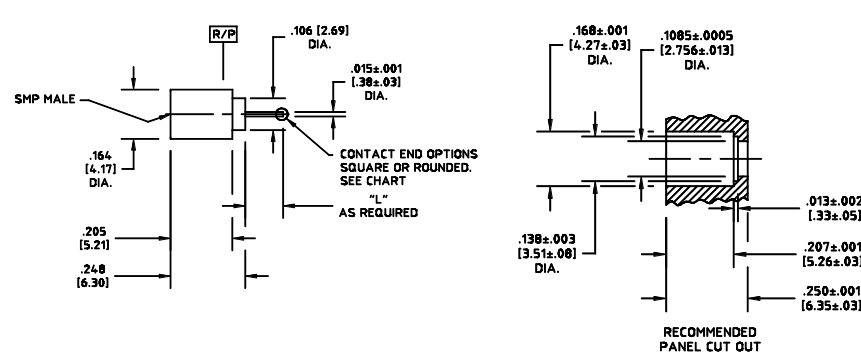 R/P
.106 [2.69]
DIA.
.015±.001
[.38±.03]
DIA.
SMP MALE
.164
[4.17]
DIA.
CONTACT END OPTIONS
SQUARE OR ROUNDED.
SEE CHART
"L"
AS REQUIRED
.205
[5.21]
.248
[6.30]
.168±.001
[4.27±.03]
DIA.
.1085±.0005
[2.756±.013]
DIA.
.013±.002
[.33±.05]
.138±.003
[3.51±.08]
DIA.
.207±.001
[5.26±.03]
.250±.001
[6.35±.03]
RECOMMENDED
PANEL CUT OUT